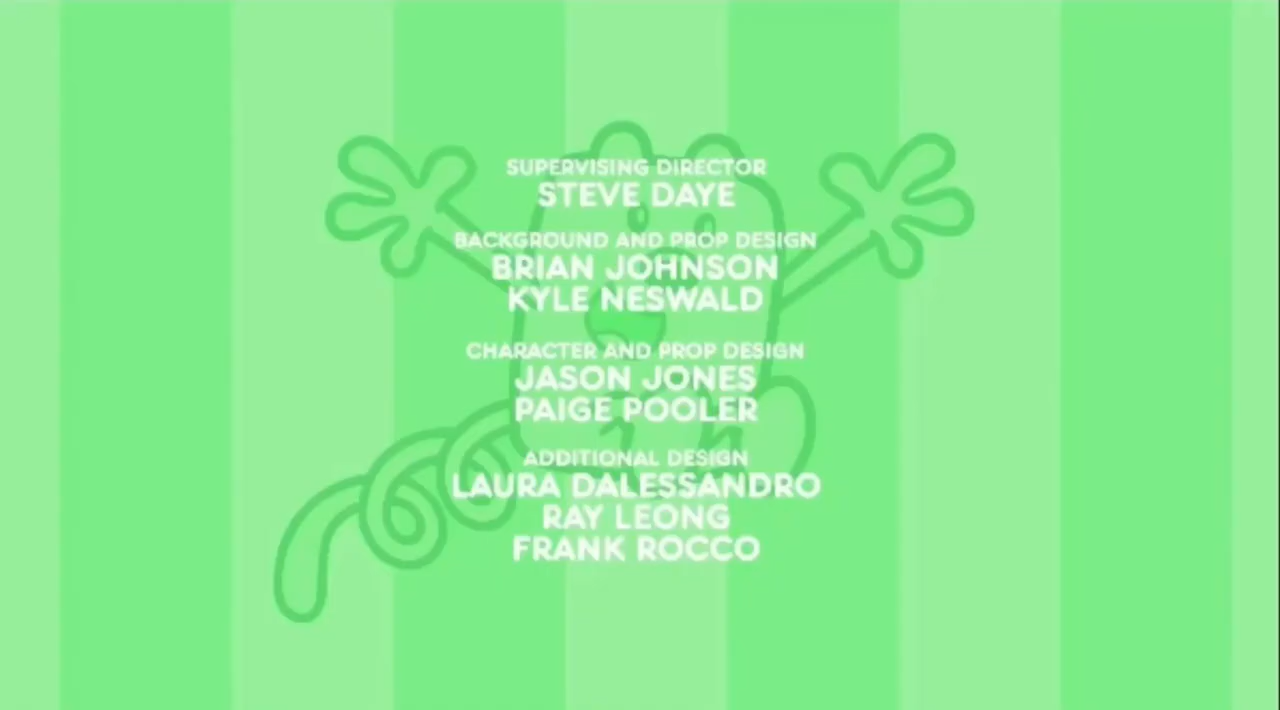 SUPERVISING DIRECTOR
STEVE DAYE
BACKGROUND AND PROP DESIGN
BRIAN JOHNSON
KYLE NESWALD
CHARACTER AND PROP DESIGN
JASON JONES
PAIGE POOLER
ADDITIONAL DESIGN
LAURA DALESSANDRO
RAY LEONG
FRANK ROCCO